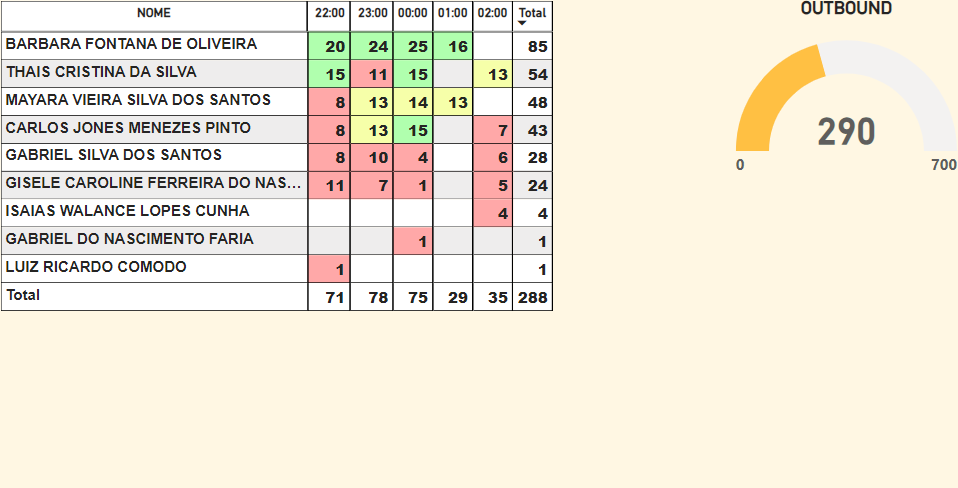 NOME 22:00 23:00 00:00 01:00 02:00 Total
BARBARA FONTANA DE OLIVEIRA 20 24 25 16 85
THAIS CRISTINA DA SILVA 15 11 15 13 54
MAYARA VIEIRA SILVA DOS SANTOS 8 13 14 13 48
CARLOS JONES MENEZES PINTO 8 13 15 7 43
GABRIEL SILVA DOS SANTOS 8 10 4 6 28
GISELE CAROLINE FERREIRA DO NAS... 11 7 1 5 24
ISAIAS WALANCE LOPES CUNHA 4 4
GABRIEL DO NASCIMENTO FARIA 1 1
LUIZ RICARDO COMODO 1 1
Total 71 78 75 29 35 288
OUTBOUND
290
0 700